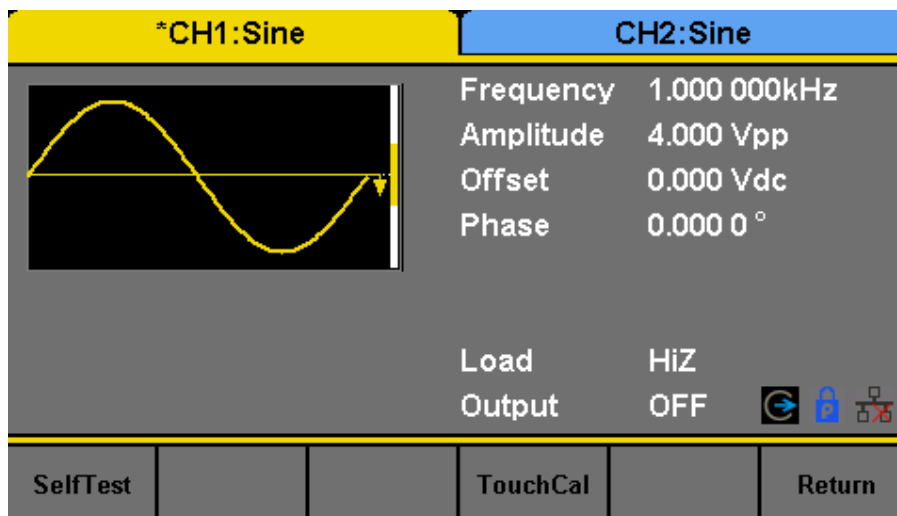 *CH1:Sine CH2:Sine
Frequency 1.000 000kHz
Amplitude 4.000 Vpp
Offset 0.000 Vdc
Phase 0.000 0 °
Load HiZ
Output OFF P
SelfTest TouchCal Return